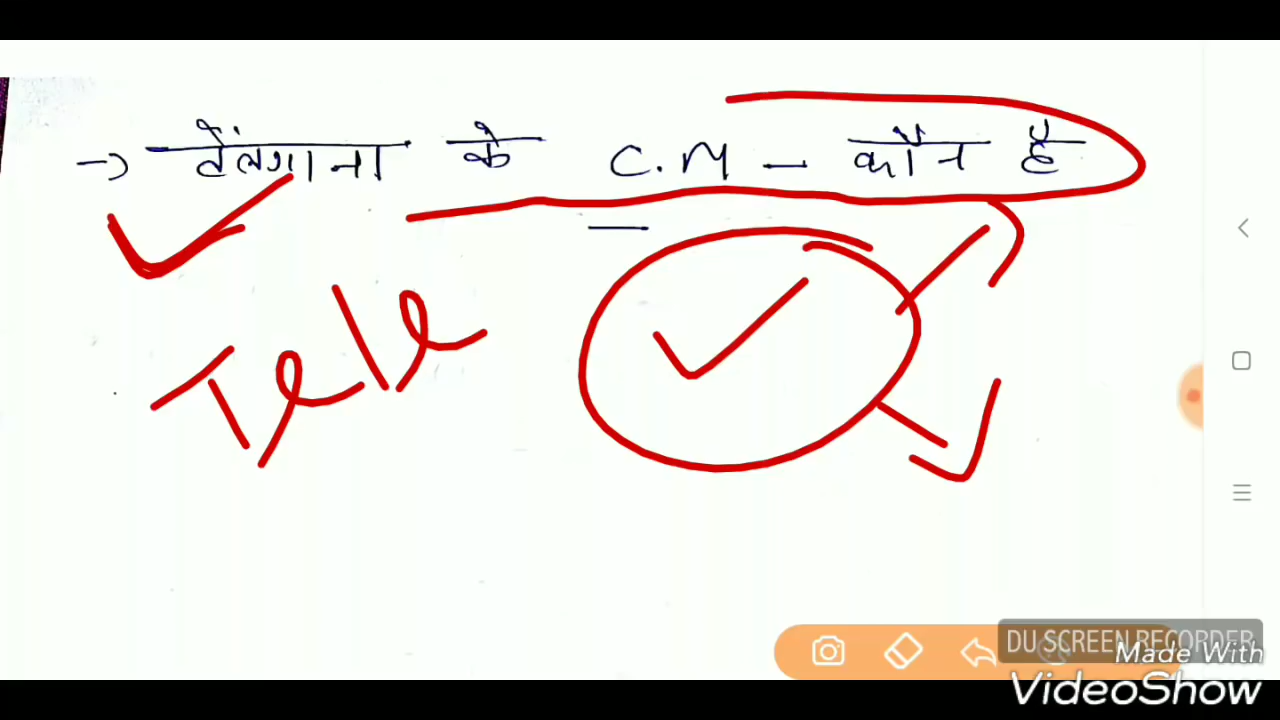 → तेलंगाना के C.M – कौन है
Tele
DU SCREEN RECORDER
Made With
VideoShow